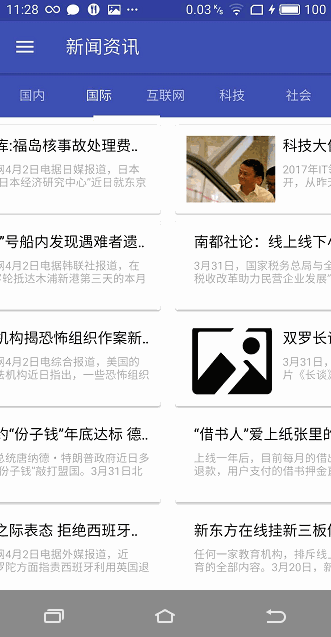 11:28
0.03 K/s
100
新闻资讯
国内
国际
互联网
科技
社会
库:福岛核事故处理费..
网4月2日电据日媒报道，日本
日本经济研究中心”近日就东京
科技大佬
2017年IT领
开，从昨天
”号船内发现遇难者遗..
网4月2日电据韩联社报道，在
轮抵达木浦新港第三天的本月
南都社论：线上线下小
3月31日，国家税务总局与全
税收改革助力民营企业发展”
机构揭恐怖组织作案新..
网4月2日电综合报道，美国的
法机构近日指出，一些恐怖组织
双罗长谈
3月31日，
片《长谈》
的“份子钱”年底达标 德..
总统唐纳德·特朗普政府近日多
份子钱”敲打盟国。3月31日北
“借书人”爱上纸张里的
上线一年后，目前每月的借出
退款，用户支付的借书押金直
之际表态 拒绝西班牙..
网4月2日电据外媒报道，近
罗陀方面指责西班牙利用英国退
新东方在线挂新三板
任何一家教育机构，排斥线上
育的全部内容。3月20日，新